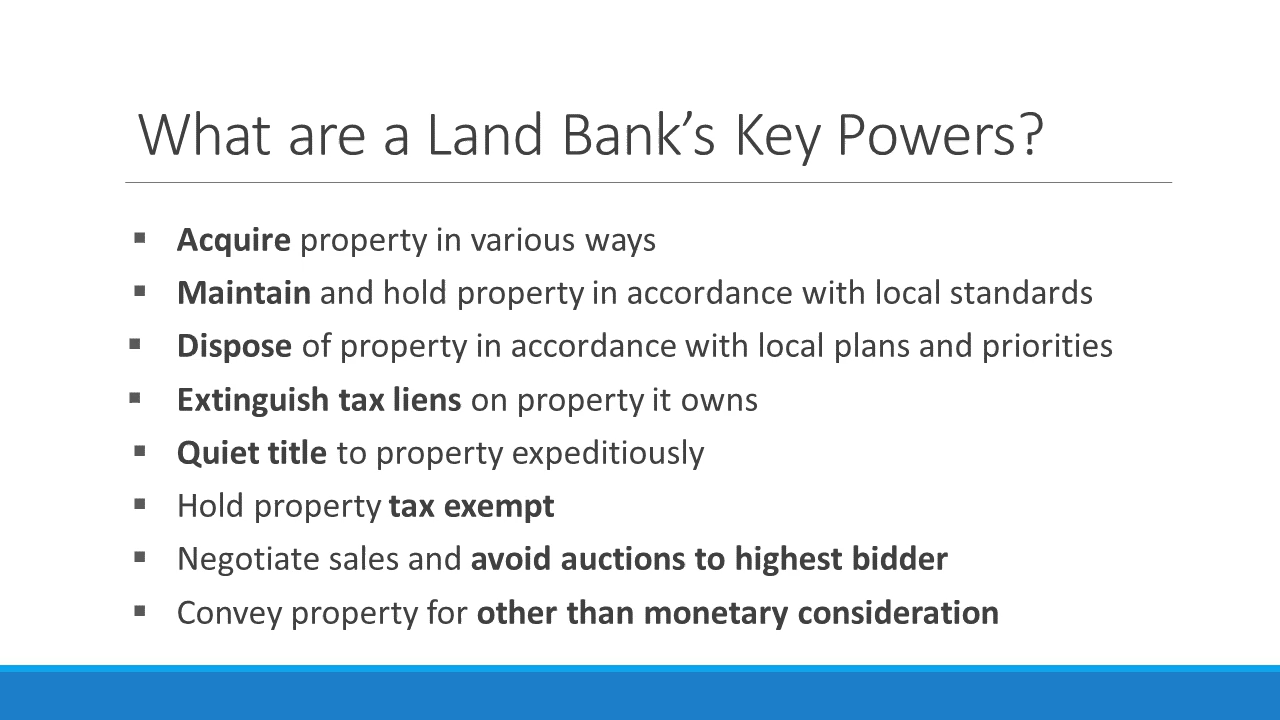 What are a Land Bank’s Key Powers?
▪ Acquire property in various ways
▪ Maintain and hold property in accordance with local standards
▪ Dispose of property in accordance with local plans and priorities
▪ Extinguish tax liens on property it owns
▪ Quiet title to property expeditiously
▪ Hold property tax exempt
▪ Negotiate sales and avoid auctions to highest bidder
▪ Convey property for other than monetary consideration